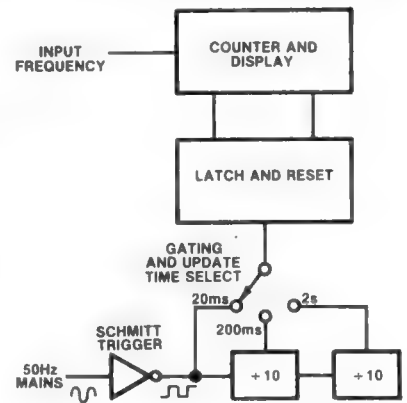 INPUT
FREQUENCY
COUNTER AND
DISPLAY
LATCH AND RESET
GATING
AND UPDATE
TIME SELECT
20ms
2s
200ms
SCHMITT
TRIGGER
50Hz
MAINS
÷10
÷10